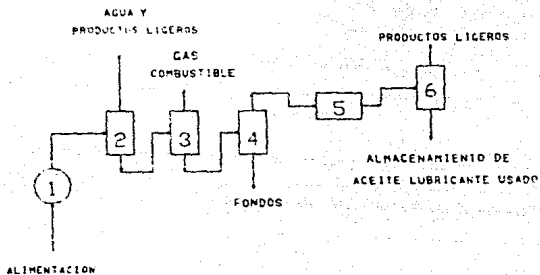 AGUA Y
PRODUCTOS LIGEROS
GAS
COMBUSTIBLE
PRODUCTOS LIGEROS
1
2
3
4
5
6
FONDOS
ALMACENAMIENTO DE
ACEITE LUBRICANTE USADO
ALIMENTACION